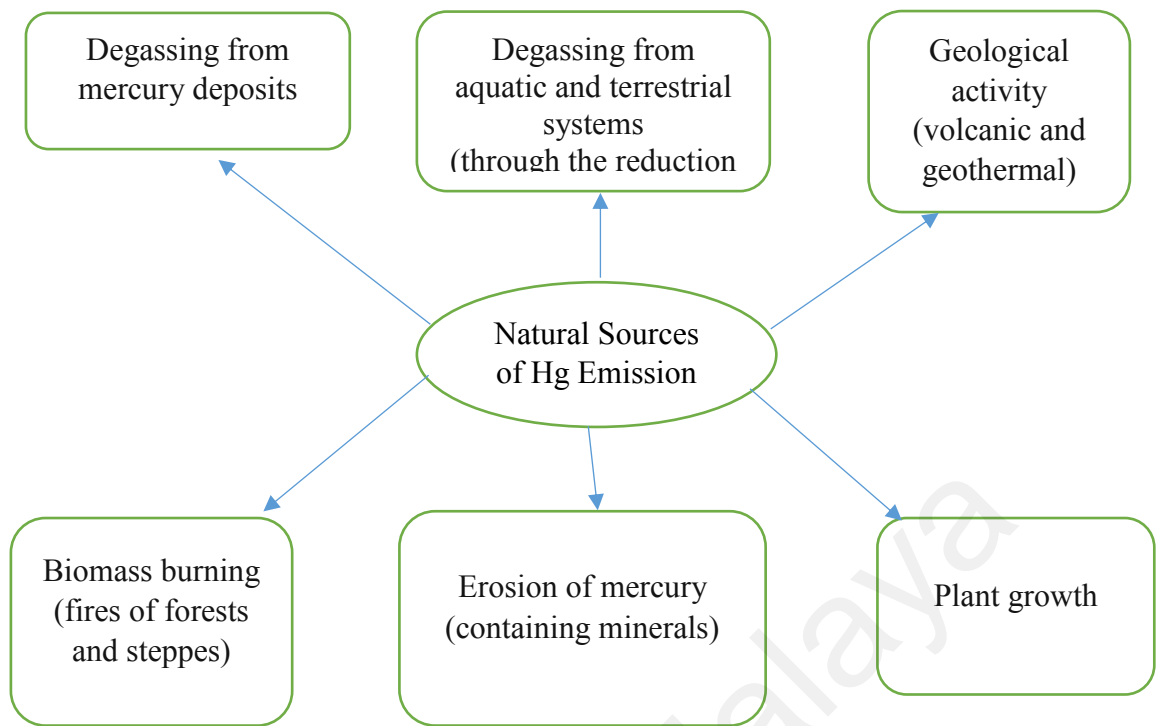 Degassing from
mercury deposits
Degassing from
aquatic and terrestrial
systems
(through the reduction
Geological
activity
(volcanic and
geothermal)
Natural Sources
of Hg Emission
Biomass burning
(fires of forests
and steppes)
Erosion of mercury
(containing minerals)
Plant growth
alaya